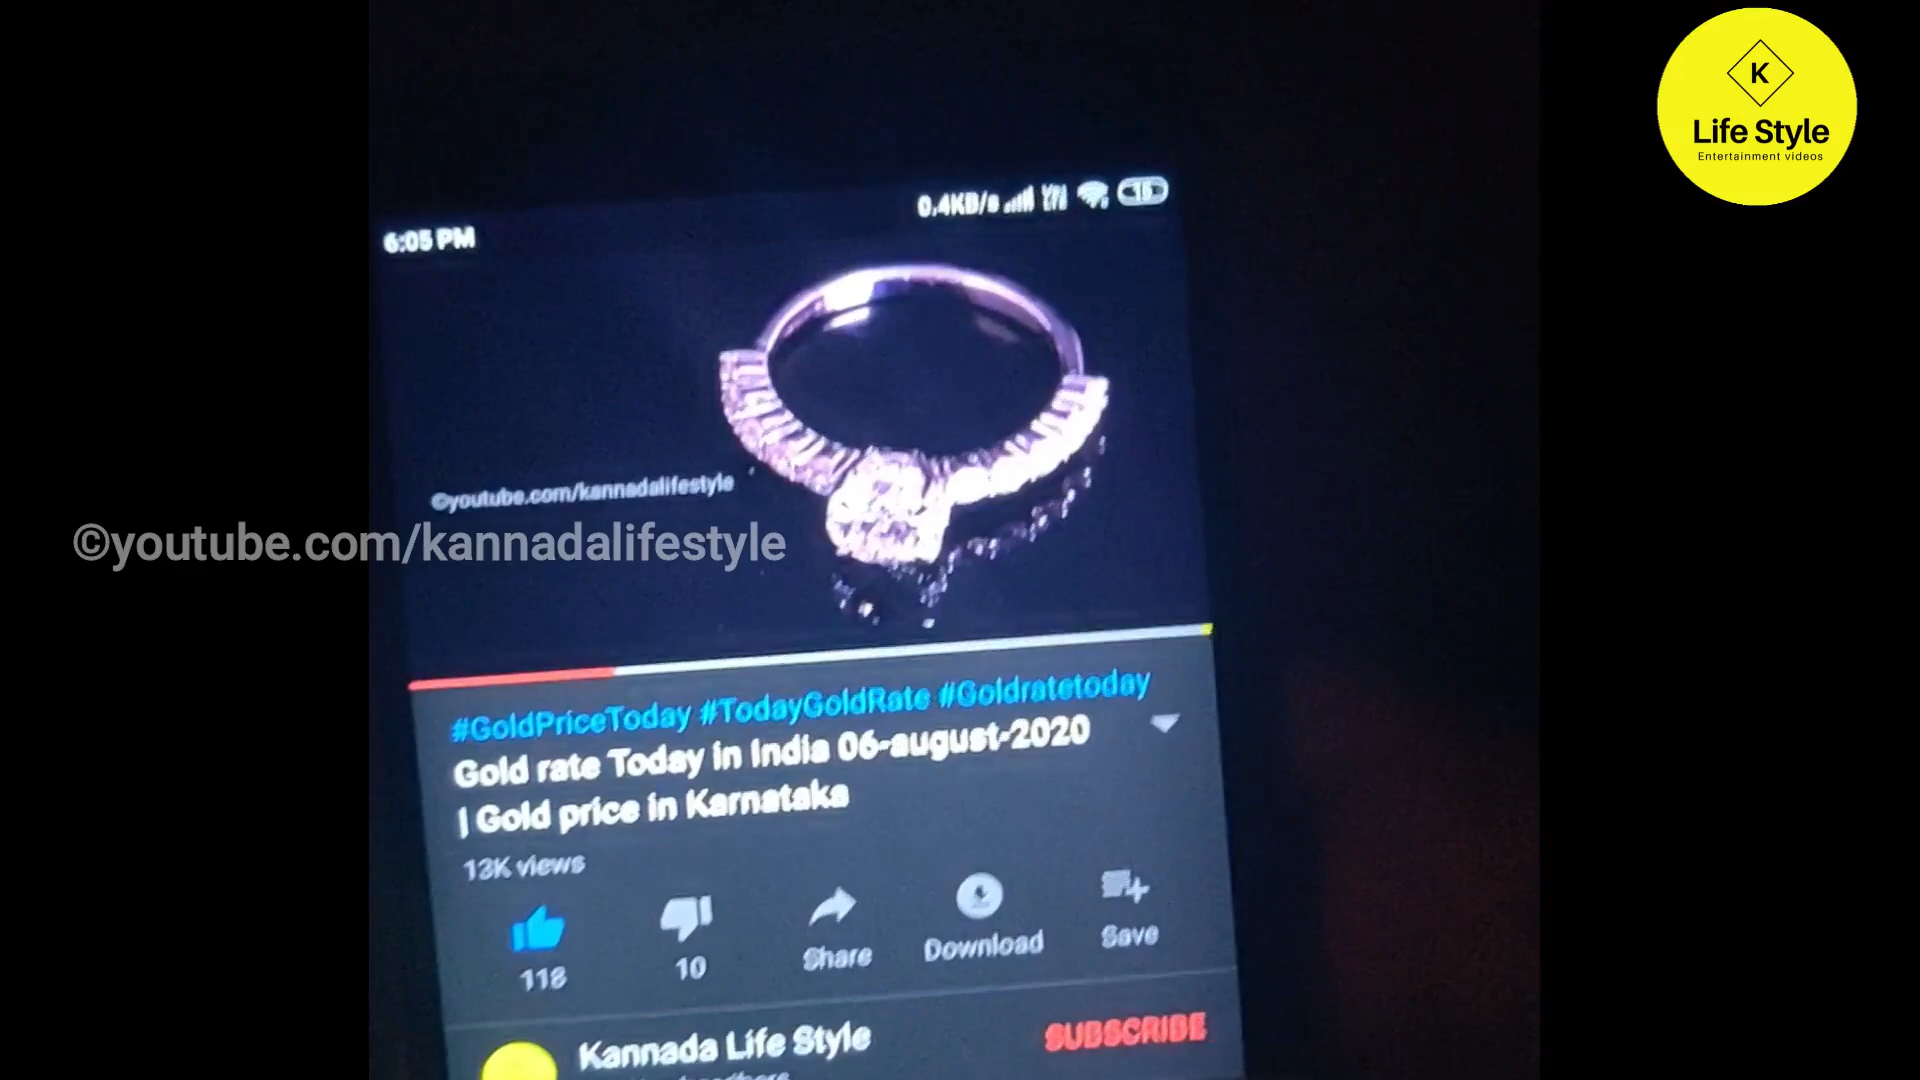 K
Life Style
Entertainment videos
6:05 PM
0.4KB/s
16
©youtube.com/kannadalifestyle
©youtube.com/kannadalifestyle
#GoldPriceToday #TodayGoldRate #Goldratetoday
Gold rate Today in India 06-august-2020
| Gold price in Karnataka
13K views
118
10
Share
Download
Save
Kannada Life Style
SUBSCRIBE